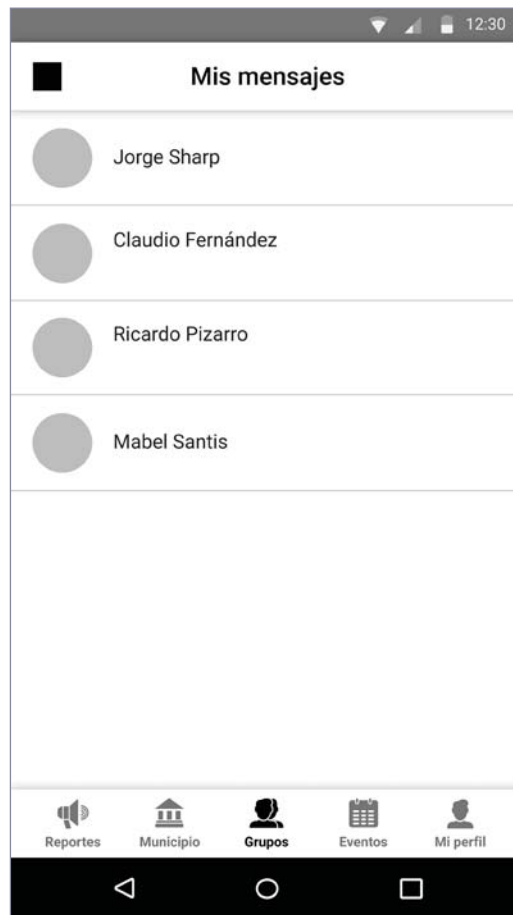 12:30
Mis mensajes
Jorge Sharp
Claudio Fernández
Ricardo Pizarro
Mabel Santis
Reportes Municipio Grupos Eventos Mi perfil